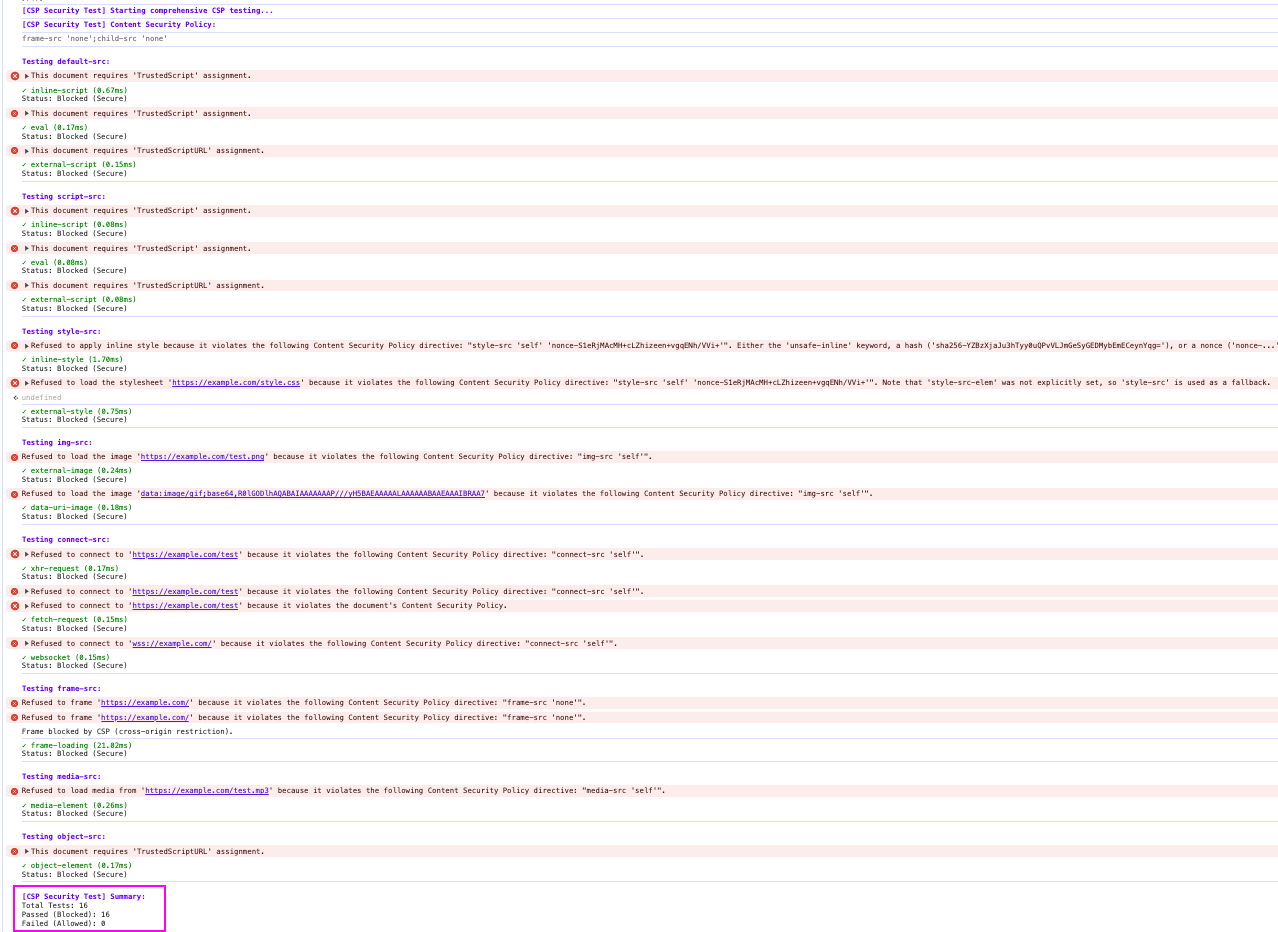 [CSP Security Test] Starting comprehensive CSP testing...
[CSP Security Test] Content Security Policy:
frame-src 'none';child-src 'none'
Testing default-src:
This document requires 'TrustedScript' assignment.
✓ inline-script (0.67ms)
Status: Blocked (Secure)
This document requires 'TrustedScript' assignment.
✓ eval (0.17ms)
Status: Blocked (Secure)
This document requires 'TrustedScriptURL' assignment.
✓ external-script (0.15ms)
Status: Blocked (Secure)
Testing script-src:
This document requires 'TrustedScript' assignment.
✓ inline-script (0.08ms)
Status: Blocked (Secure)
This document requires 'TrustedScript' assignment.
✓ eval (0.08ms)
Status: Blocked (Secure)
This document requires 'TrustedScriptURL' assignment.
✓ external-script (0.08ms)
Status: Blocked (Secure)
Testing style-src:
Refused to apply inline style because it violates the following Content Security Policy directive: "style-src 'self' 'nonce-S1eRjMAcMH+cLZhizeen+vgqENh/VVi+'". Either the 'unsafe-inline' keyword, a hash ('sha256-YZBzXjaJu3hTyy0uQPvVLJmGeSyGEDMybEmECeynYqg='), or a nonce ('nonce-...'
✓ inline-style (1.70ms)
Status: Blocked (Secure)
Refused to load the stylesheet 'https://example.com/style.css' because it violates the following Content Security Policy directive: "style-src 'self' 'nonce-S1eRjMAcMH+cLZhizeen+vgqENh/VVi+'". Note that 'style-src-elem' was not explicitly set, so 'style-src' is used as a fallback.
undefined
✓ external-style (0.75ms)
Status: Blocked (Secure)
Testing img-src:
Refused to load the image 'https://example.com/test.png' because it violates the following Content Security Policy directive: "img-src 'self'".
✓ external-image (0.24ms)
Status: Blocked (Secure)
Refused to load the image 'data:image/gif;base64,R0lGODlhAQABAIAAAAAAAP///yH5BAEAAAAALAAAAAABAAEAAAIBRAA7' because it violates the following Content Security Policy directive: "img-src 'self'".
✓ data-uri-image (0.18ms)
Status: Blocked (Secure)
Testing connect-src:
Refused to connect to 'https://example.com/test' because it violates the following Content Security Policy directive: "connect-src 'self'".
✓ xhr-request (0.17ms)
Status: Blocked (Secure)
Refused to connect to 'https://example.com/test' because it violates the following Content Security Policy directive: "connect-src 'self'".
Refused to connect to 'https://example.com/test' because it violates the document's Content Security Policy.
✓ fetch-request (0.15ms)
Status: Blocked (Secure)
Refused to connect to 'wss://example.com/' because it violates the following Content Security Policy directive: "connect-src 'self'".
✓ websocket (0.15ms)
Status: Blocked (Secure)
Testing frame-src:
Refused to frame 'https://example.com/' because it violates the following Content Security Policy directive: "frame-src 'none'".
Refused to frame 'https://example.com/' because it violates the following Content Security Policy directive: "frame-src 'none'".
Frame blocked by CSP (cross-origin restriction).
✓ frame-loading (21.02ms)
Status: Blocked (Secure)
Testing media-src:
Refused to load media from 'https://example.com/test.mp3' because it violates the following Content Security Policy directive: "media-src 'self'".
✓ media-element (0.26ms)
Status: Blocked (Secure)
Testing object-src:
This document requires 'TrustedScriptURL' assignment.
✓ object-element (0.17ms)
Status: Blocked (Secure)
[CSP Security Test] Summary:
Total Tests: 16
Passed (Blocked): 16
Failed (Allowed): 0